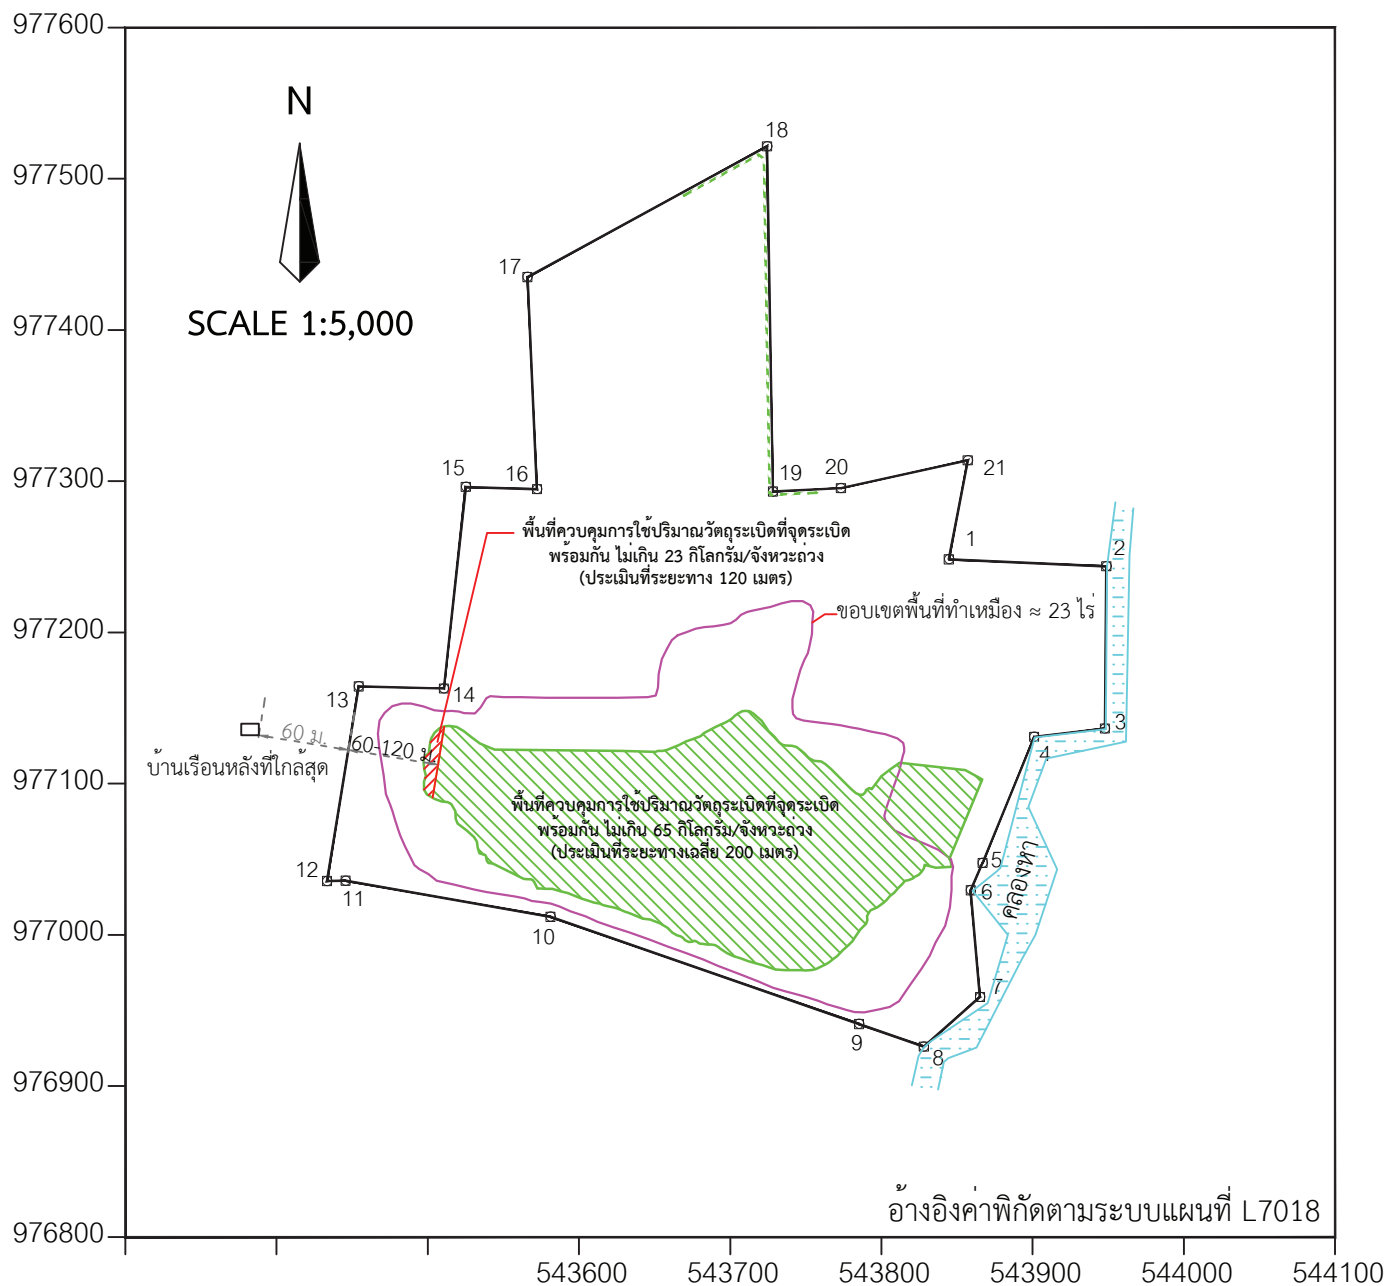 977600
N
18
977500
17
977400
SCALE 1:5,000
15
16
19
20
21
977300
พื้นที่ควบคุมการใช้ปริมาณวัตถุระเบิดที่จุดระเบิด
พร้อมกัน ไม่เกิน 23 กิโลกรัม/จังหวะถ่วง
(ประเมินที่ระยะทาง 120 เมตร)
1
2
ขอบเขตพื้นที่ทำเหมือง ≈ 23 ไร่
977200
13
14
60 ม.
60-120 ม.
บ้านเรือนหลังที่ใกล้สุด
3
4
977100
พื้นที่ควบคุมการใช้ปริมาณวัตถุระเบิดที่จุดระเบิด
พร้อมกัน ไม่เกิน 65 กิโลกรัม/จังหวะถ่วง
(ประเมินที่ระยะทางเฉลี่ย 200 เมตร)
คลองหา
5
12
11
6
10
977000
7
9
8
976900
อ้างอิงค่าพิกัดตามระบบแผนที่ L7018
976800
543600
543700
543800
543900
544000
544100